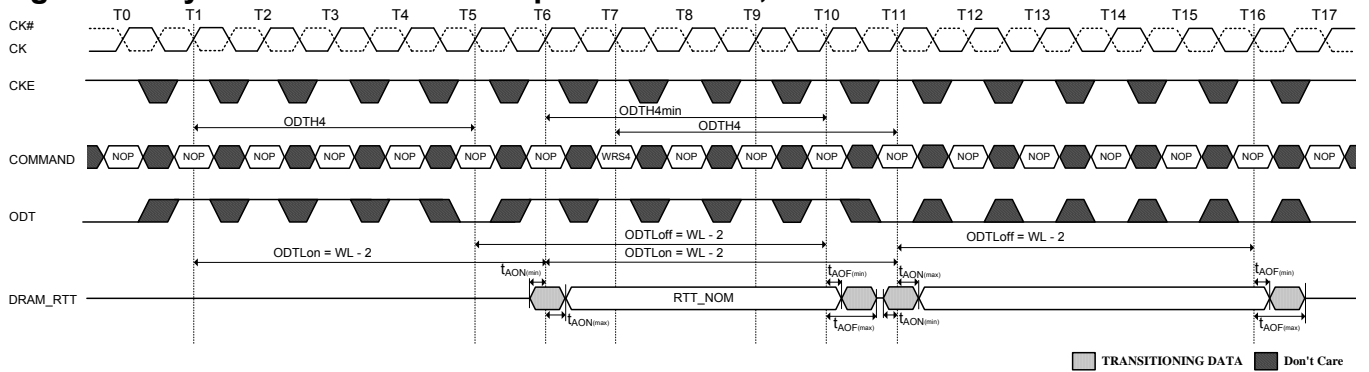 T0 T1 T2 T3 T4 T5 T6 T7 T8 T9 T10 T11 T12 T13 T14 T15 T16 T17
CK#
CK
CKE
ODTH4min
ODTH4 ODTH4
COMMAND NOP NOP NOP NOP NOP NOP NOP WRS4 NOP NOP NOP NOP NOP NOP NOP NOP NOP NOP
ODT
ODTLoff = WL - 2 ODTLoff = WL - 2
ODTLon = WL - 2 ODTLon = WL - 2
tAON(min) tAOF(min) tAON(max) tAOF(min)
DRAM_RTT RTT_NOM
tAON(max) tAOF(max) tAON(min) tAOF(max)
TRANSITIONING DATA Don't Care